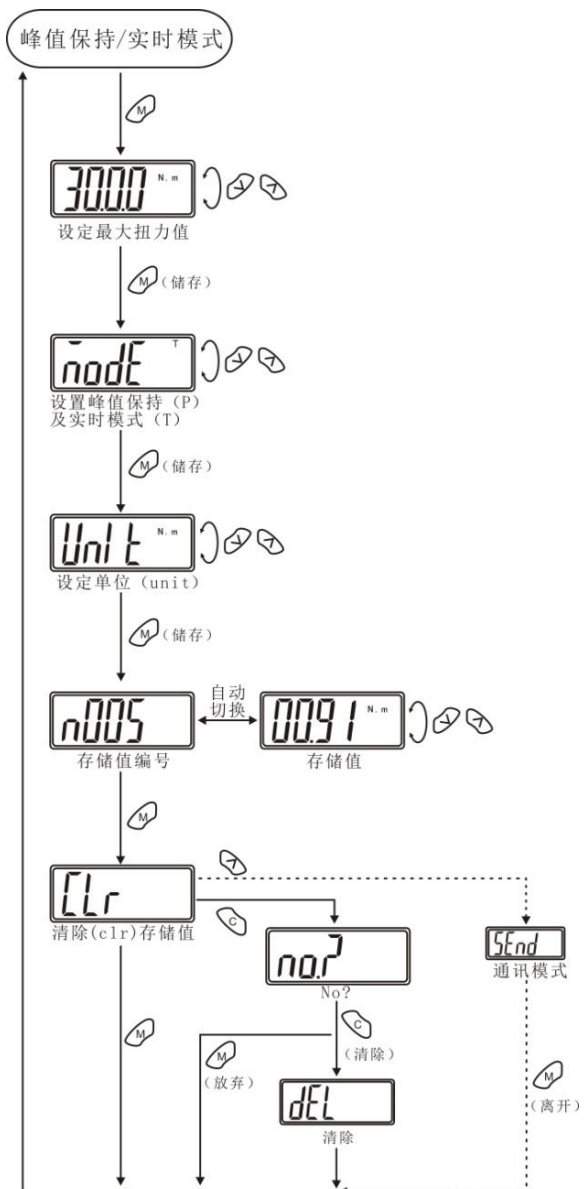 峰值保持/实时模式
M
30.0.0 N.m
设定最大扭力值
M (储存)
modE T
设置峰值保持 (P)
及实时模式 (T)
M (储存)
UnIt N.m
设定单位 (unit)
M (储存)
n005
自动
切换
00.91 N.m
存储值编号
存储值
M
CLr
清除(clr)存储值
C
SEnd
通讯模式
no.?
No?
M
M
(放弃)
C
(清除)
M
(离开)
dEL
清除